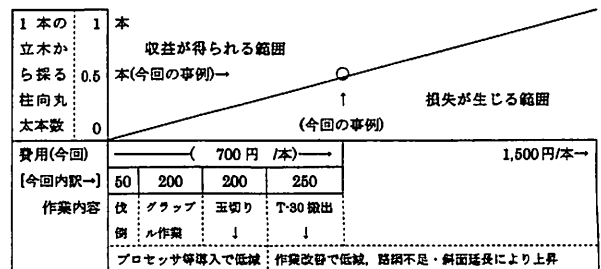 1 本の 1 本
立木か 収益が得られる範囲
ら採る 0.5 本(今回の事例)→
柱向丸 ↑ 損失が生じる範囲
太本数 0 (今回の事例)
費用(今回) ( 700円 /本)→ 1,500円/本→
[今回内訳→] 50 200 200 250
作業内容 伐 グラップ 玉切り T-30 搬出
倒 ル作業 ↓ ↓
プロセッサ等導入で低減 作業改善で低減，路網不足・斜面延長により上昇